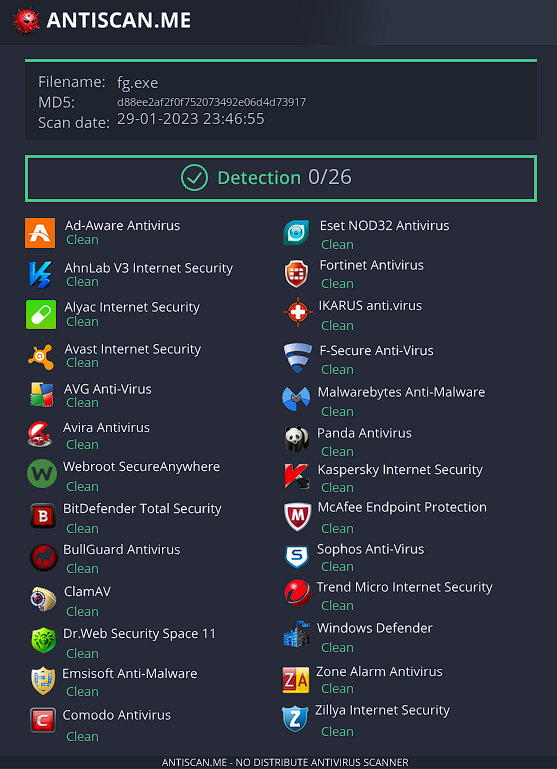 ANTISCAN.ME
Filename: fg.exe
MD5: d88ee2af2f0f752073492e06d4d73917
Scan date: 29-01-2023 23:46:55
Detection 0/26
Ad-Aware Antivirus
Clean
AhnLab V3 Internet Security
Clean
Alyac Internet Security
Clean
Avast Internet Security
Clean
AVG Anti-Virus
Clean
Avira Antivirus
Clean
Webroot SecureAnywhere
Clean
BitDefender Total Security
Clean
BullGuard Antivirus
Clean
ClamAV
Clean
Dr.Web Security Space 11
Clean
Emsisoft Anti-Malware
Clean
Comodo Antivirus
Clean
Eset NOD32 Antivirus
Clean
Fortinet Antivirus
Clean
IKARUS anti.virus
Clean
F-Secure Anti-Virus
Clean
Malwarebytes Anti-Malware
Clean
Panda Antivirus
Clean
Kaspersky Internet Security
Clean
McAfee Endpoint Protection
Clean
Sophos Anti-Virus
Clean
Trend Micro Internet Security
Clean
Windows Defender
Clean
Zone Alarm Antivirus
Clean
Zillya Internet Security
Clean
ANTISCAN.ME - NO DISTRIBUTE ANTIVIRUS SCANNER